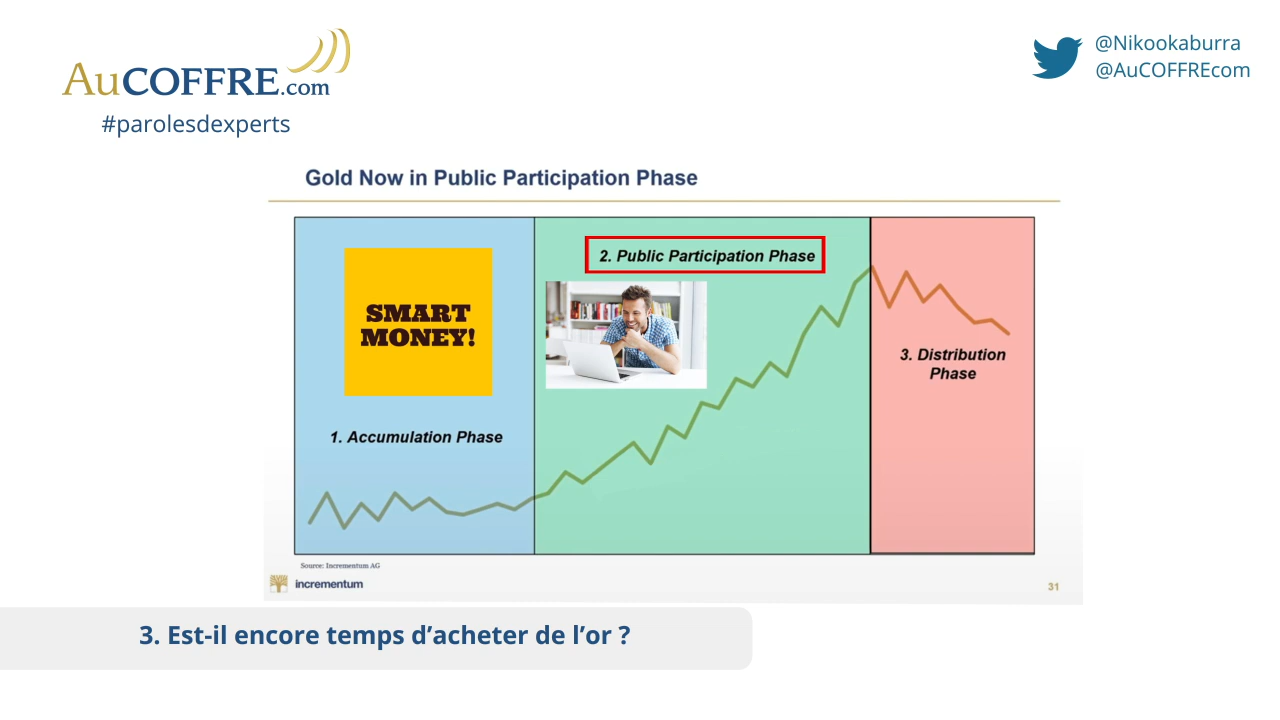 AuCOFFRE.com
#parolesdexperts
@Nikookaburra
@AuCOFFREcom
Gold Now in Public Participation Phase
SMART
MONEY!
1. Accumulation Phase
2. Public Participation Phase
3. Distribution
Phase
Source: Incrementum AG
incrementum
31
3. Est-il encore temps d’acheter de l’or ?